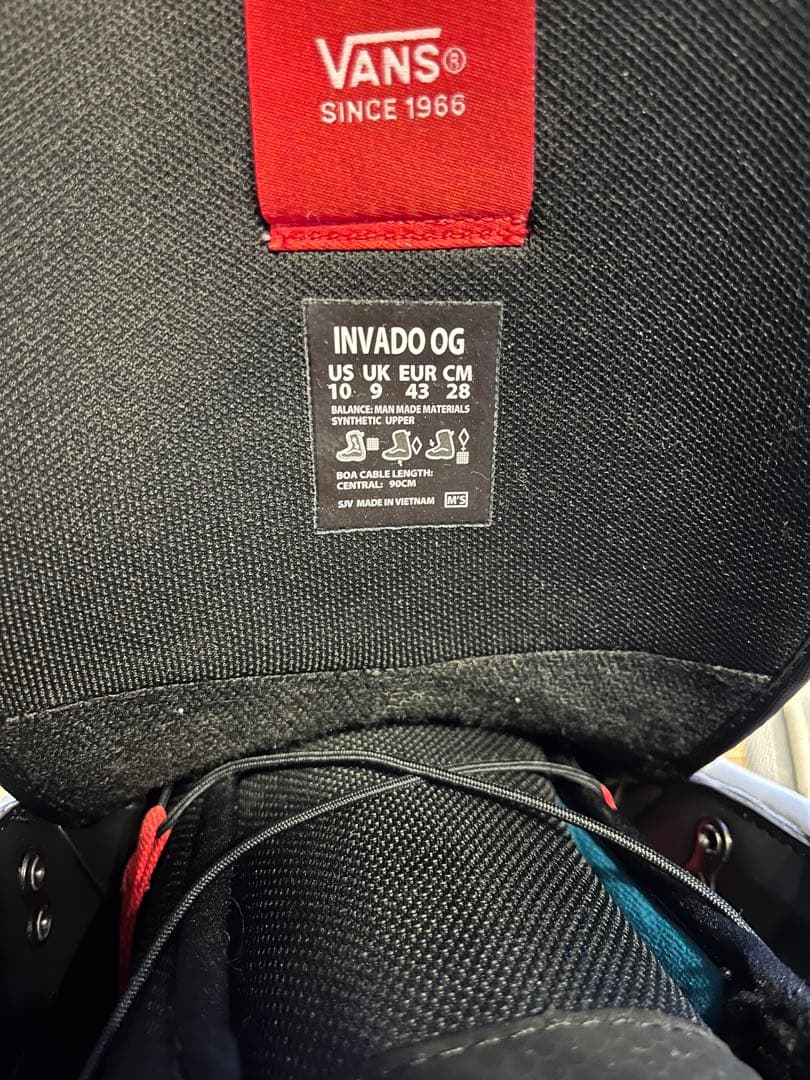 VANS®
SINCE 1966
INVADO OG
US UK EUR CM
10 9 43 28
BALANCE: MAN MADE MATERIALS
SYNTHETIC UPPER
BOA CABLE LENGTH:
CENTRAL: 90CM
SJV MADE IN VIETNAM M'S